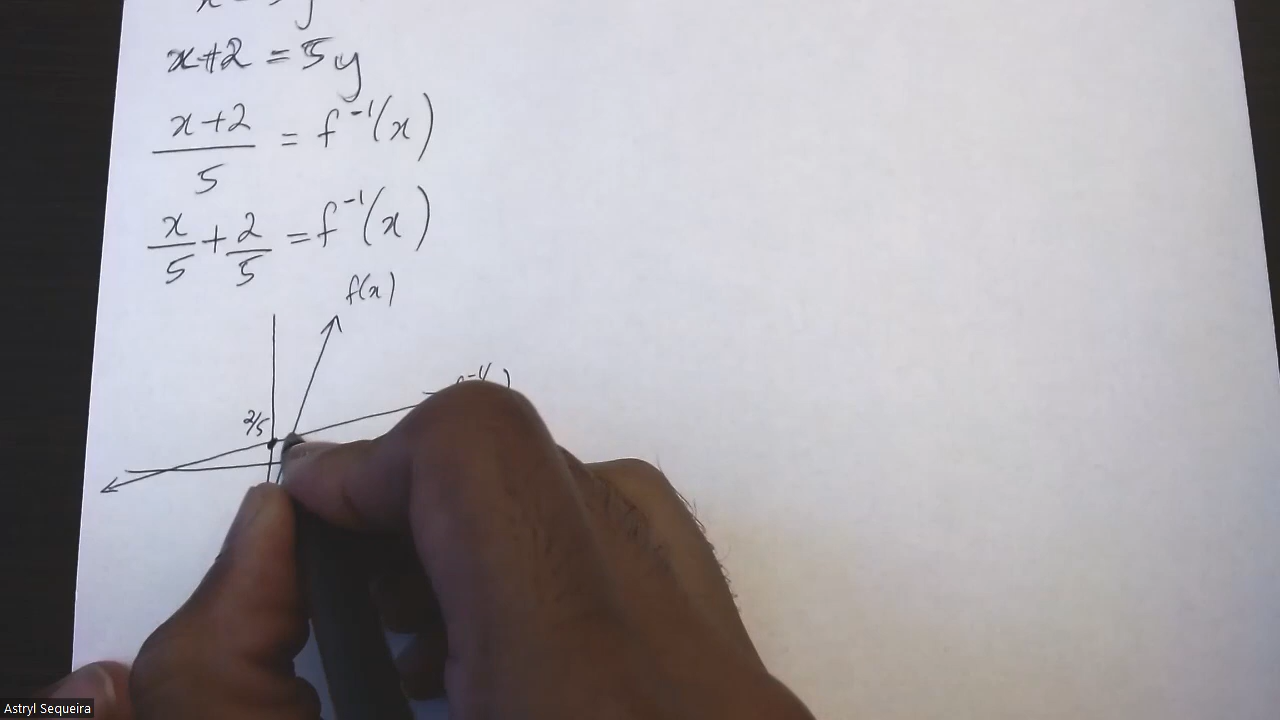 x+2 = 5y
x+2/5 = f⁻¹(x)
x/5 + 2/5 = f⁻¹(x)
f(x)
2/5
Astryl Sequeira